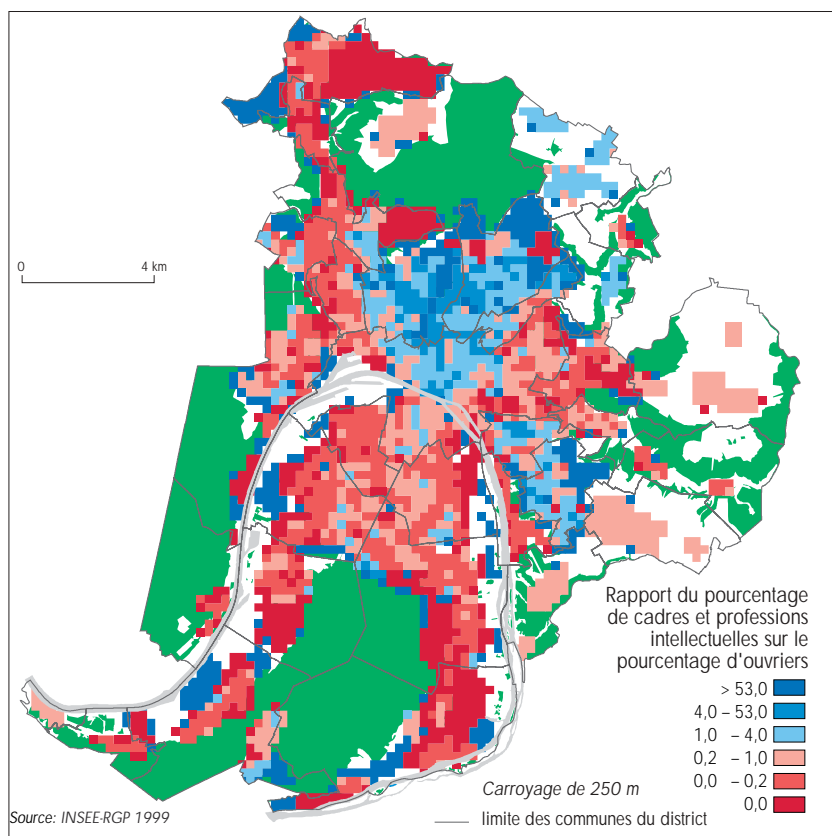 0 4 km
Rapport du pourcentage
de cadres et professions
intellectuelles sur le
pourcentage d'ouvriers
> 53,0
4,0 – 53,0
1,0 – 4,0
0,2 – 1,0
0,0 – 0,2
0,0
Carroyage de 250 m
Source: INSEE-RGP 1999
limite des communes du district